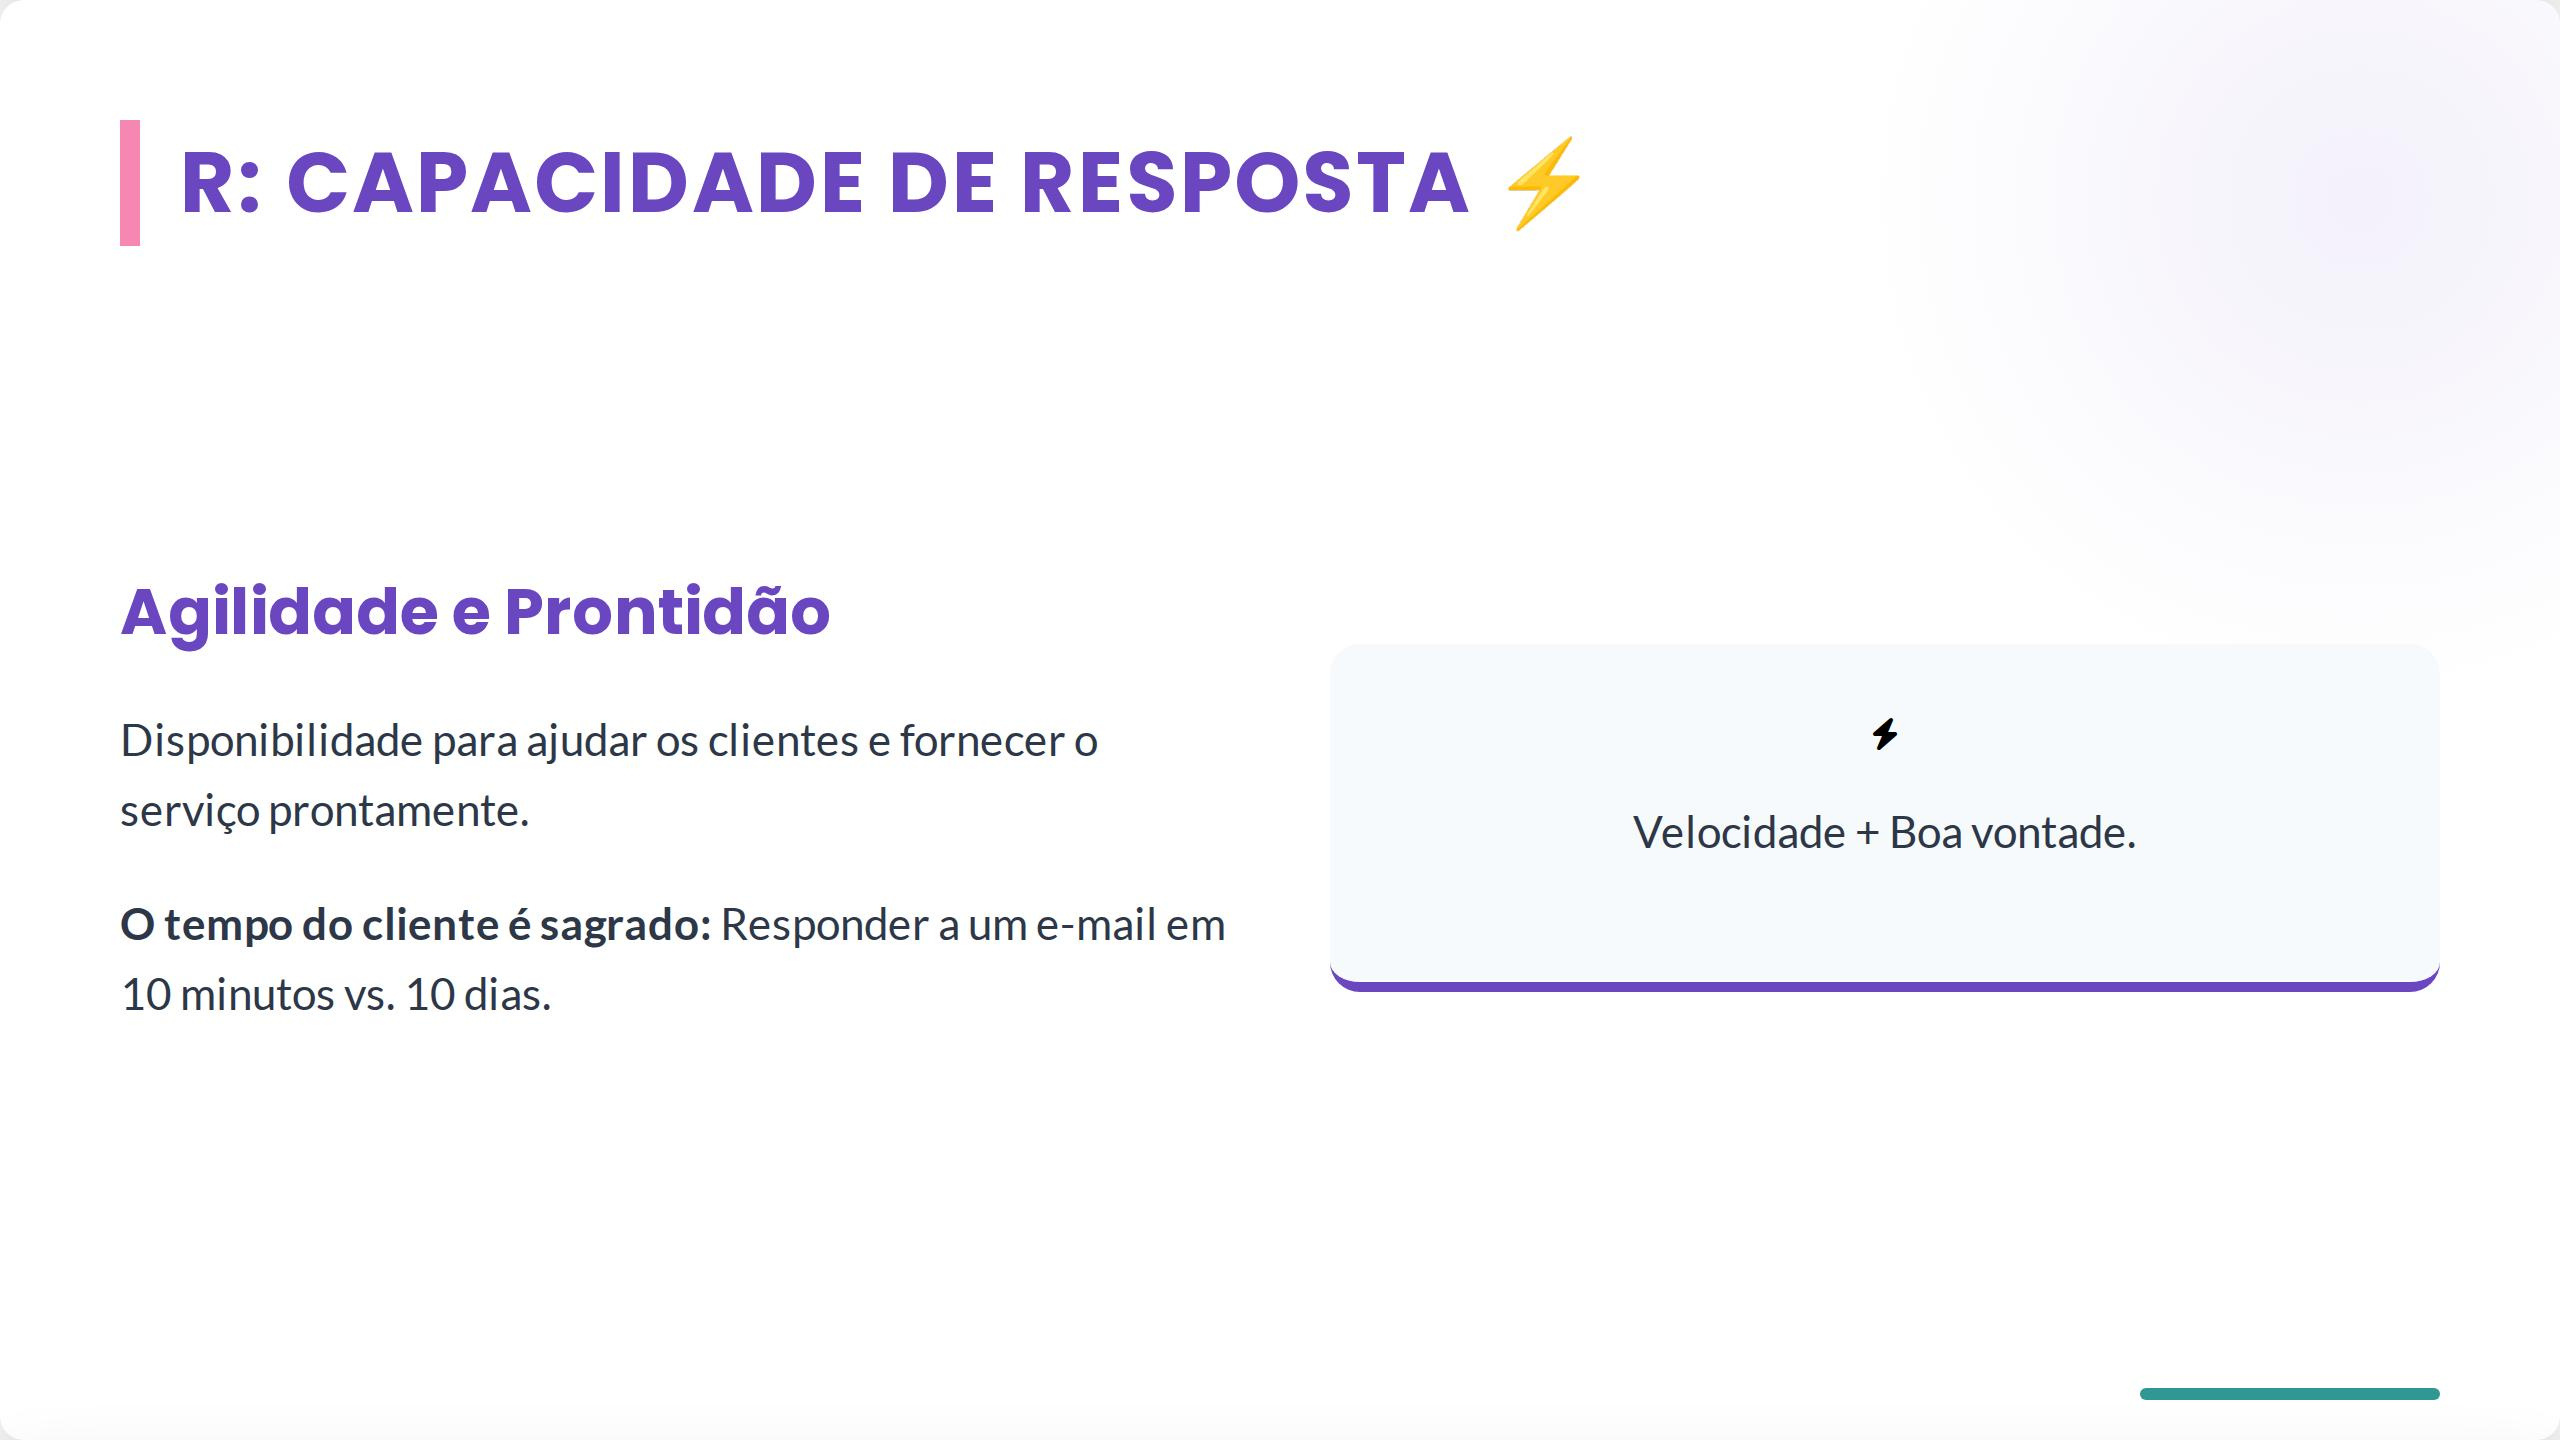 R: CAPACIDADE DE RESPOSTA ⚡
Agilidade e Prontidão
Disponibilidade para ajudar os clientes e fornecer o
serviço prontamente.
O tempo do cliente é sagrado: Responder a um e-mail em
10 minutos vs. 10 dias.
Velocidade + Boa vontade.